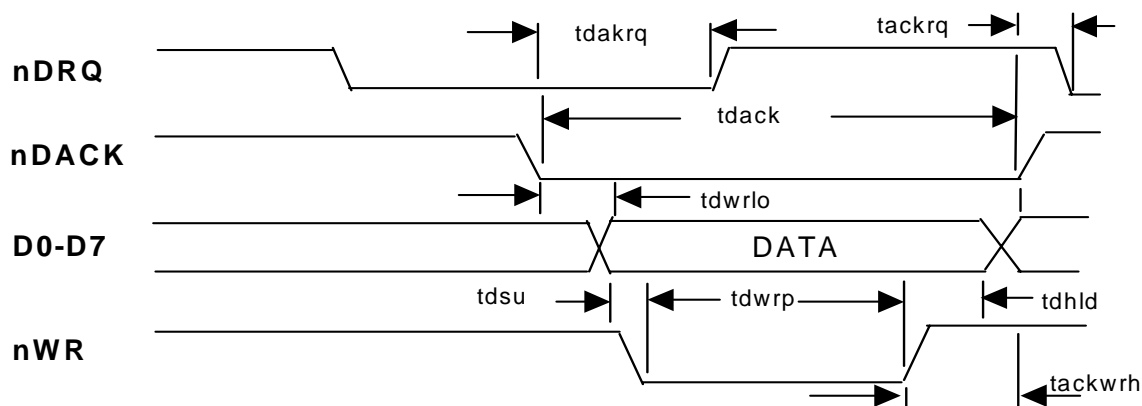 tdakrq tackrq
nDRQ
tdack
nDACK
tdwrlo
D0-D7 DATA
tdsu tdwrp tdhld
nWR
tackwrh